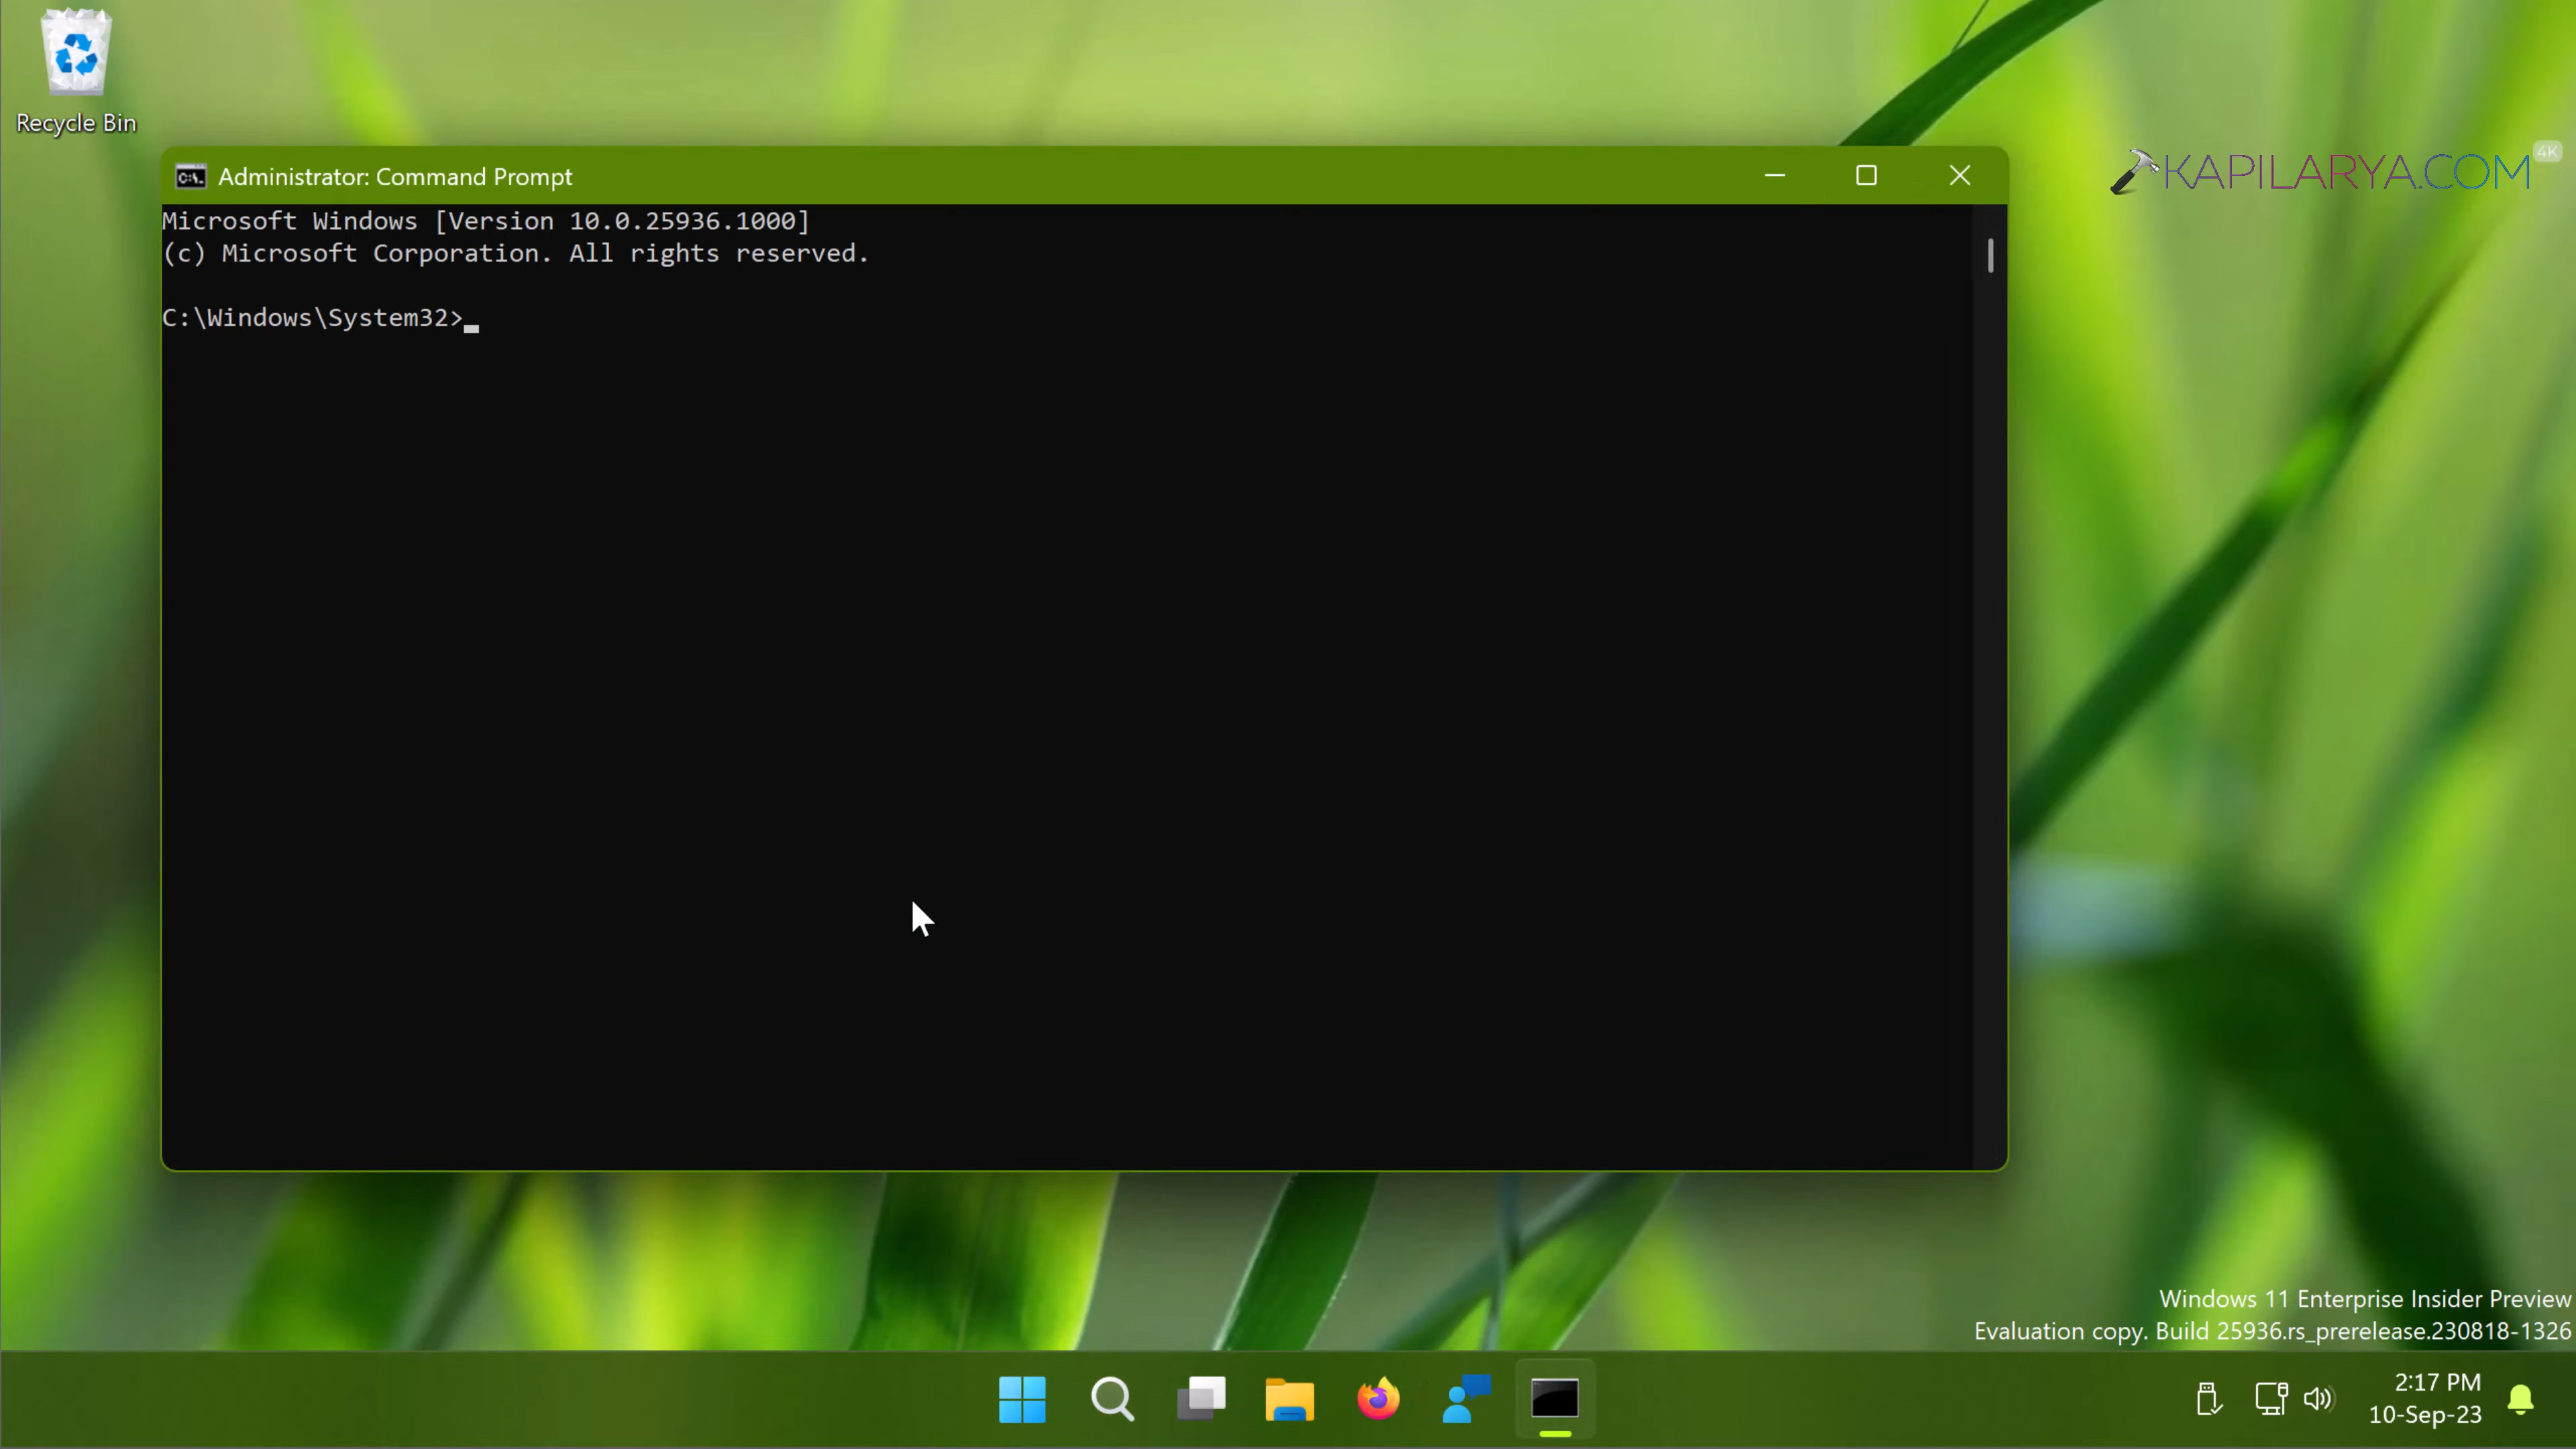 Recycle Bin
KAPILARYA.COM
4K
C:\.
Administrator: Command Prompt
Microsoft Windows [Version 10.0.25936.1000]
(c) Microsoft Corporation. All rights reserved.
C:\Windows\System32>
Windows 11 Enterprise Insider Preview
Evaluation copy. Build 25936.rs_prerelease.230818-1326
2:17 PM
10-Sep-23